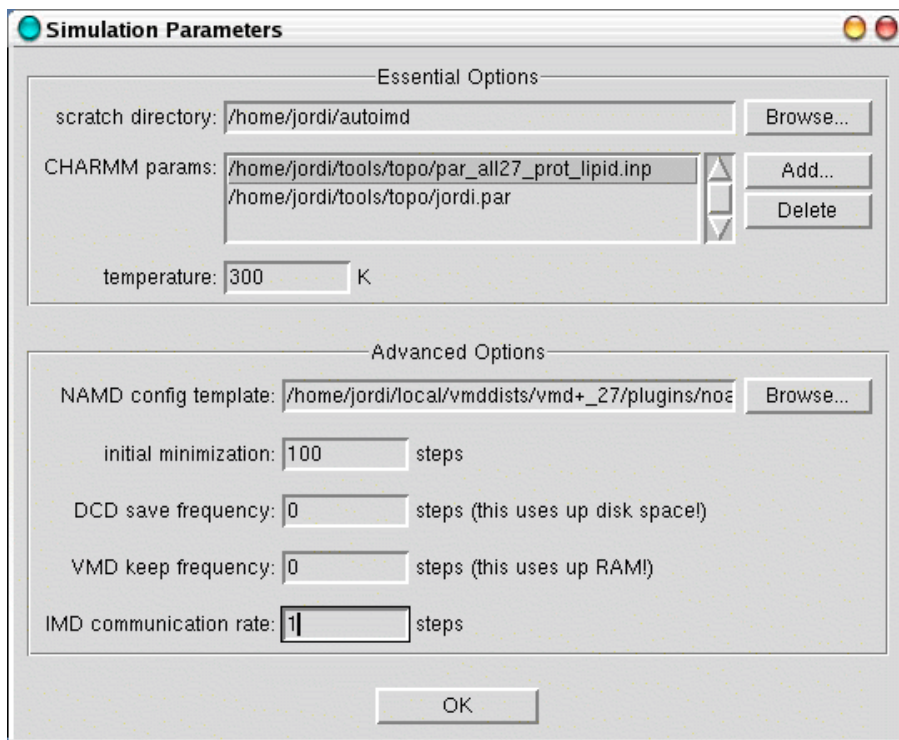 Simulation Parameters
Essential Options
scratch directory: /home/jordi/autoimd Browse...
CHARMM params: /home/jordi/tools/topo/par_all27_prot_lipid.inp Add...
/home/jordi/tools/topo/jordi.par Delete
temperature: 300 K
Advanced Options
NAMD config template: /home/jordi/local/vmddists/vmd+_27/plugins/noa Browse...
initial minimization: 100 steps
DCD save frequency: 0 steps (this uses up disk space!)
VMD keep frequency: 0 steps (this uses up RAM!)
IMD communication rate: 1 steps
OK